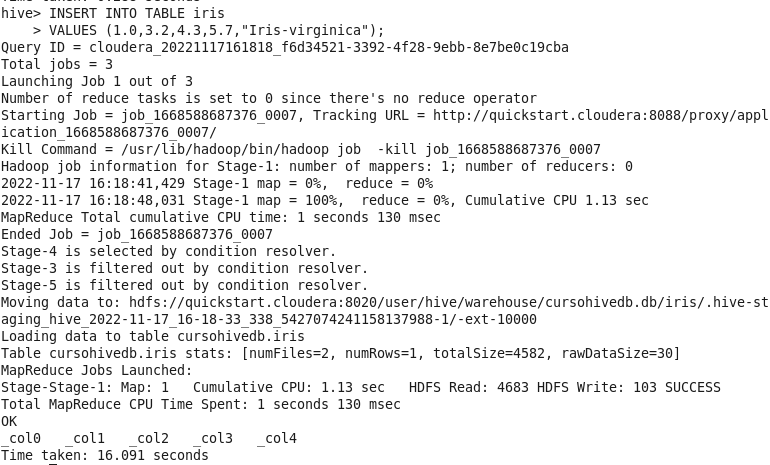 hive> INSERT INTO TABLE iris
    > VALUES (1.0,3.2,4.3,5.7,"Iris-virginica");
Query ID = cloudera_20221117161818_f6d34521-3392-4f28-9ebb-8e7be0c19cba
Total jobs = 3
Launching Job 1 out of 3
Number of reduce tasks is set to 0 since there's no reduce operator
Starting Job = job_1668588687376_0007, Tracking URL = http://quickstart.cloudera:8088/proxy/appl
ication_1668588687376_0007/
Kill Command = /usr/lib/hadoop/bin/hadoop job  -kill job_1668588687376_0007
Hadoop job information for Stage-1: number of mappers: 1; number of reducers: 0
2022-11-17 16:18:41,429 Stage-1 map = 0%,  reduce = 0%
2022-11-17 16:18:48,031 Stage-1 map = 100%,  reduce = 0%, Cumulative CPU 1.13 sec
MapReduce Total cumulative CPU time: 1 seconds 130 msec
Ended Job = job_1668588687376_0007
Stage-4 is selected by condition resolver.
Stage-3 is filtered out by condition resolver.
Stage-5 is filtered out by condition resolver.
Moving data to: hdfs://quickstart.cloudera:8020/user/hive/warehouse/cursohivedb.db/iris/.hive-st
aging_hive_2022-11-17_16-18-33_338_5427074241158137988-1/-ext-10000
Loading data to table cursohivedb.iris
Table cursohivedb.iris stats: [numFiles=2, numRows=1, totalSize=4582, rawDataSize=30]
MapReduce Jobs Launched:
Stage-Stage-1: Map: 1   Cumulative CPU: 1.13 sec   HDFS Read: 4683 HDFS Write: 103 SUCCESS
Total MapReduce CPU Time Spent: 1 seconds 130 msec
OK
_col0   _col1   _col2   _col3   _col4
Time taken: 16.091 seconds